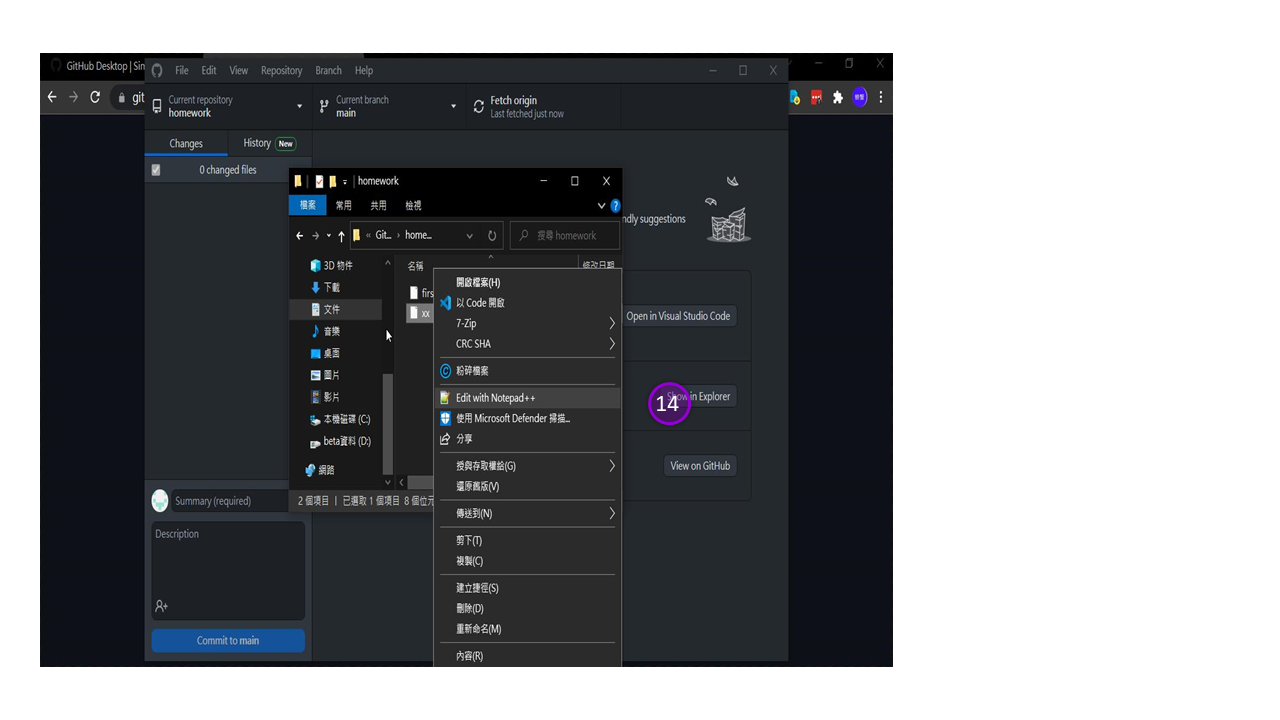 GitHub Desktop | Sim
File Edit View Repository Branch Help
git
Current repository
homework
Current branch
main
Fetch origin
Last fetched just now
Changes
History New
0 changed files
homework
檔案 常用 共用 檢視
« Git... › home...
搜尋 homework
ndly suggestions
3D 物件
下載
文件
音樂
桌面
圖片
影片
本機磁碟 (C:)
beta資料 (D:)
網路
名稱
修改日期
firs
xx
2 個項目 已選取 1 個項目 8 個位元
開啟檔案(H)
以 Code 開啟
7-Zip
CRC SHA
粉碎檔案
Edit with Notepad++
使用 Microsoft Defender 掃描...
分享
授與存取權給(G)
還原舊版(V)
傳送到(N)
剪下(T)
複製(C)
建立捷徑(S)
刪除(D)
重新命名(M)
內容(R)
Open in Visual Studio Code
14
Show in Explorer
View on GitHub
Summary (required)
Description
Commit to main